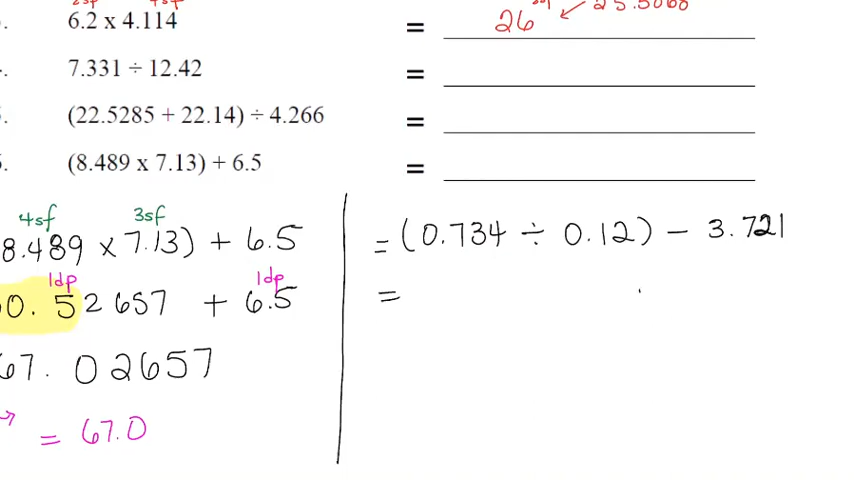 2sf 4sf
6.2 x 4.114 = 26 ← 25.5068
7.331 ÷ 12.42 =
(22.5285 + 22.14) ÷ 4.266 =
(8.489 x 7.13) + 6.5 =
4sf 3sf
8.489 x 7.13) + 6.5
1dp 1dp
0.52657 + 6.5
67.02657
= 67.0
= (0.734 ÷ 0.12) - 3.721
=